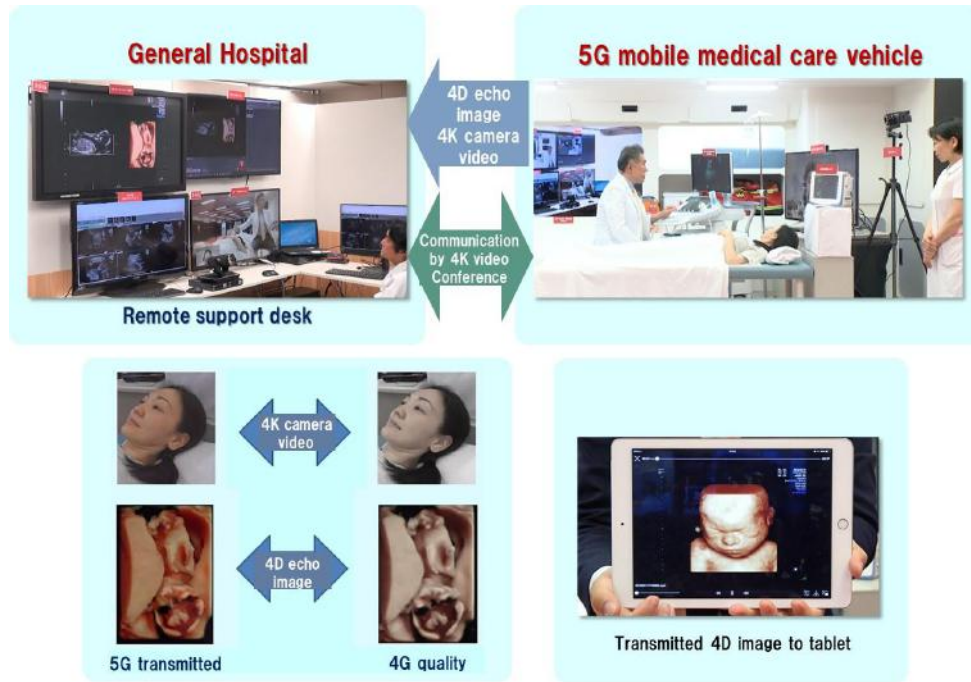 General Hospital
5G mobile medical care vehicle
4D echo
image
4K camera
video
Communication
by 4K video
Conference
Remote support desk
4K camera
video
4D echo
image
5G transmitted
4G quality
Transmitted 4D image to tablet